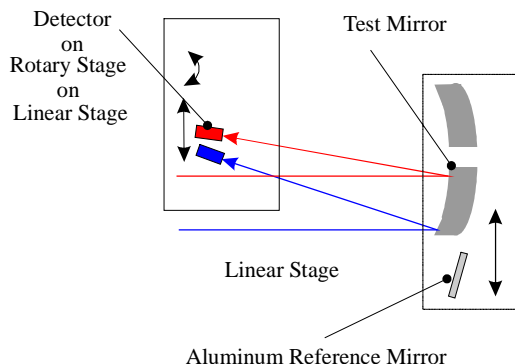 Detector
on
Rotary Stage
on
Linear Stage
Test Mirror
Linear Stage
Aluminum Reference Mirror